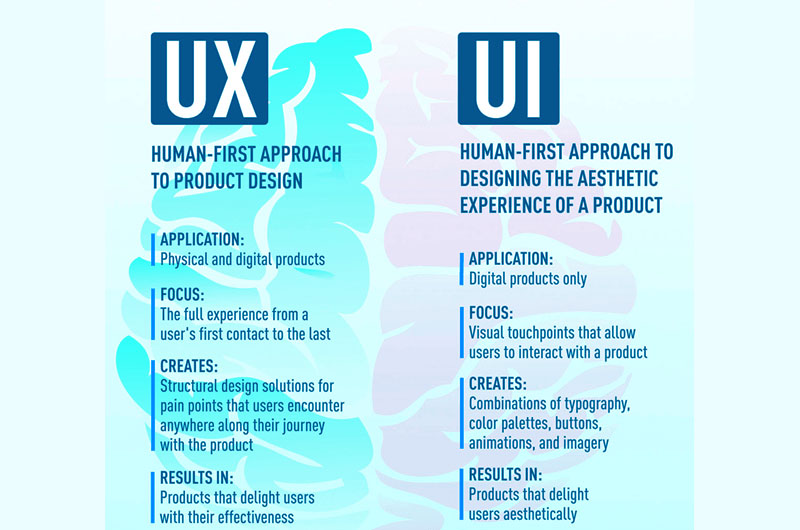 UX
HUMAN-FIRST APPROACH
TO PRODUCT DESIGN
APPLICATION:
Physical and digital products
FOCUS:
The full experience from a
user's first contact to the last
CREATES:
Structural design solutions for
pain points that users encounter
anywhere along their journey
with the product
RESULTS IN:
Products that delight users
with their effectiveness
UI
HUMAN-FIRST APPROACH TO
DESIGNING THE AESTHETIC
EXPERIENCE OF A PRODUCT
APPLICATION:
Digital products only
FOCUS:
Visual touchpoints that allow
users to interact with a product
CREATES:
Combinations of typography,
color palettes, buttons,
animations, and imagery
RESULTS IN:
Products that delight
users aesthetically